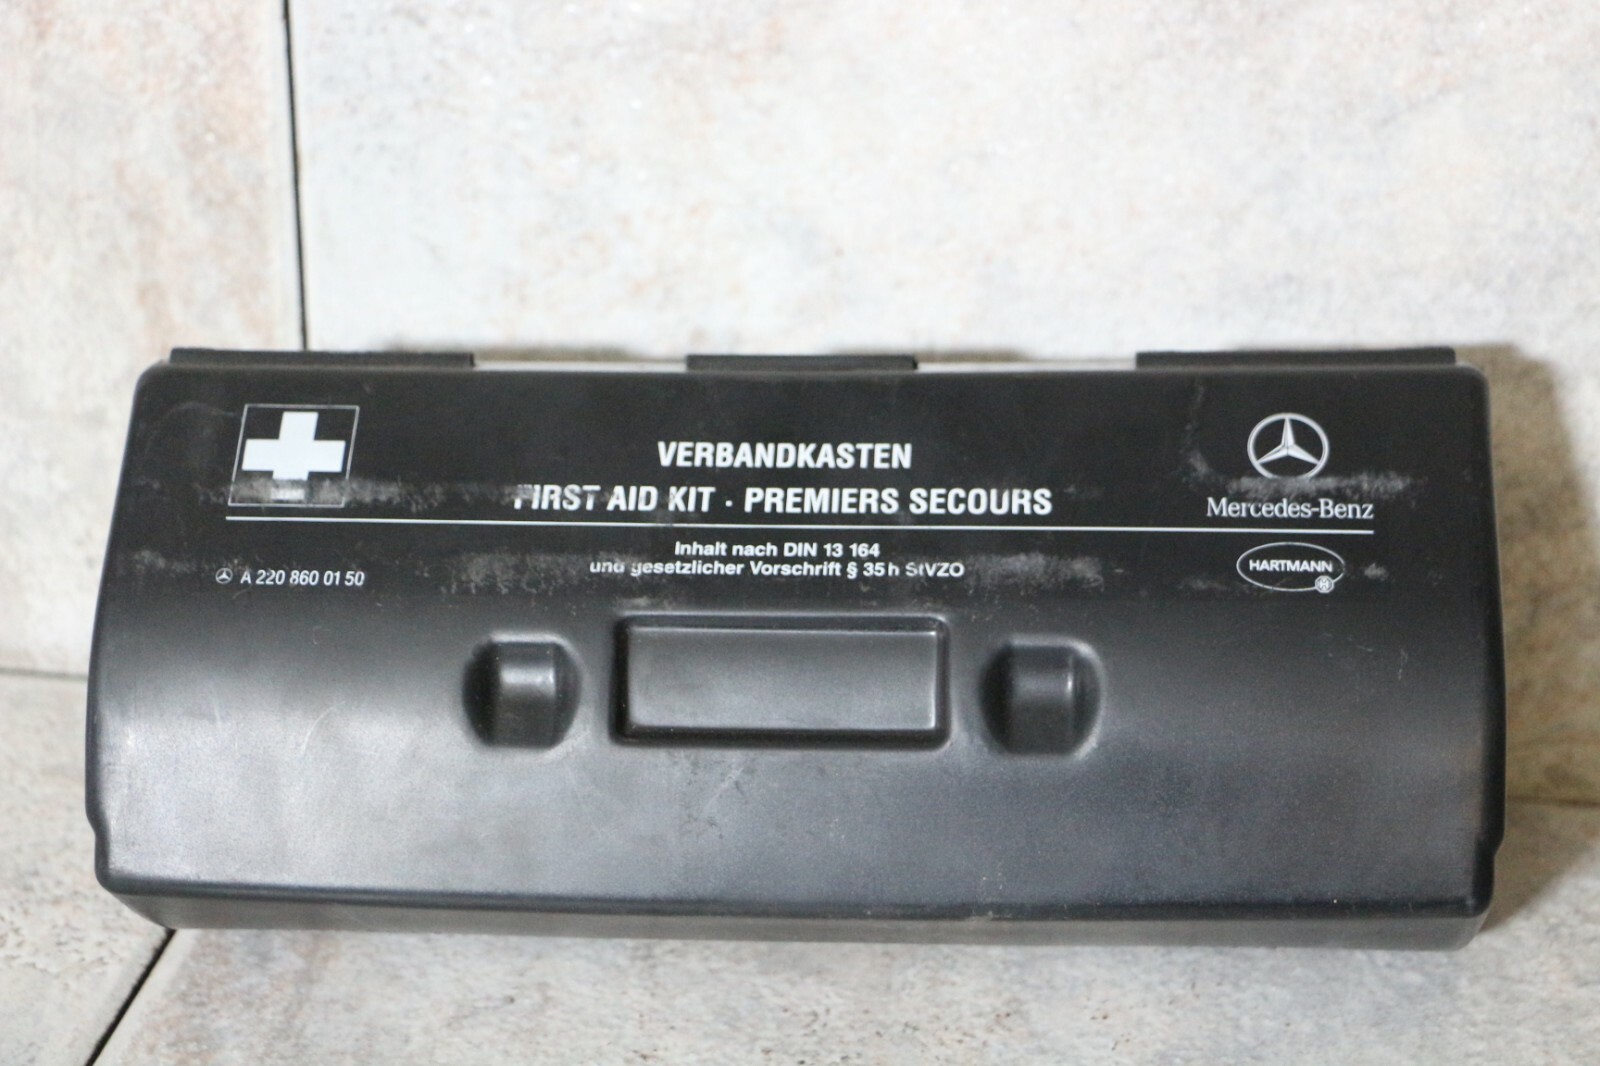 VERBANDKASTEN
FIRST AID KIT · PREMIERS SECOURS
Mercedes-Benz
Inhalt nach DIN 13 164
und gesetzlicher Vorschrift § 35 h StVZO
A 220 860 01 50
HARTMANN